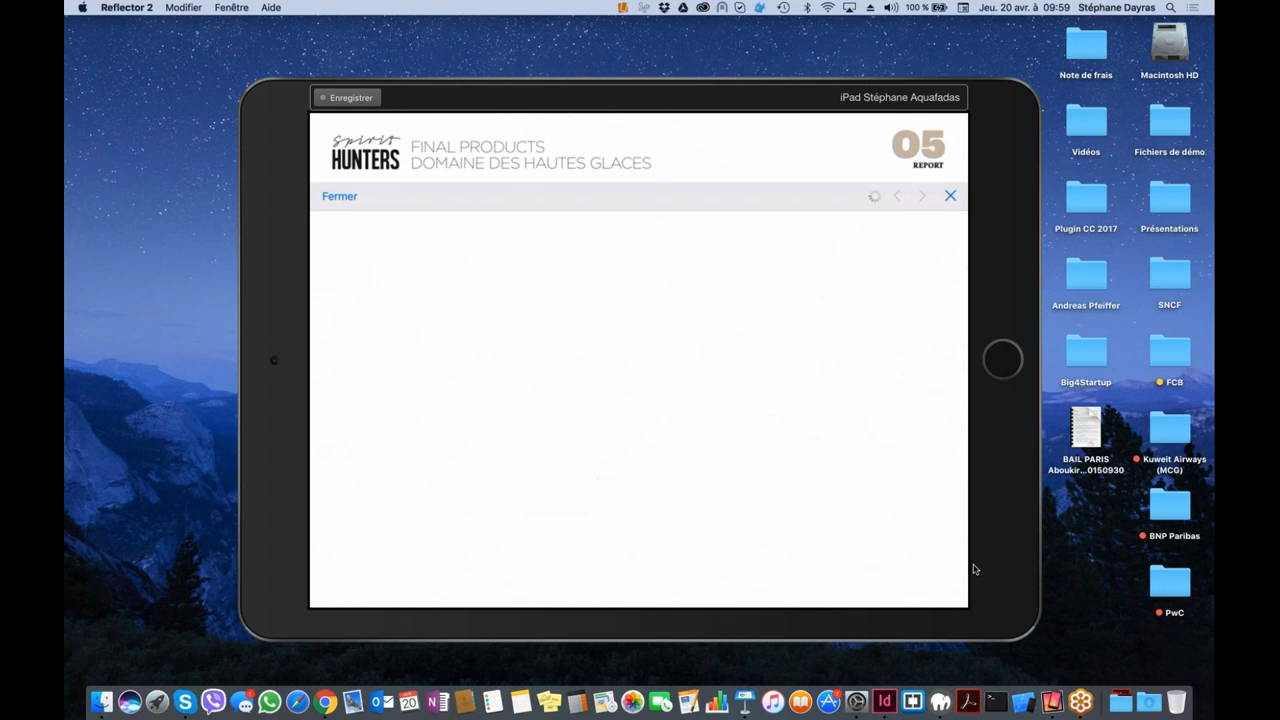 Reflector 2 Modifier Fenêtre Aide
100 % Jeu. 20 avr. à 09:59 Stéphane Dayras
Enregistrer
iPad Stéphane Aquafadas
Spirit
HUNTERS
FINAL PRODUCTS
DOMAINE DES HAUTES GLACES
05
REPORT
Fermer
Note de frais
Macintosh HD
Vidéos
Fichiers de démo
Plugin CC 2017
Présentations
Andreas Pfeiffer
SNCF
Big4Startup
FCB
BAIL PARIS
Aboukir...0150930
Kuweit Airways
(MCG)
BNP Paribas
PwC
20
Id